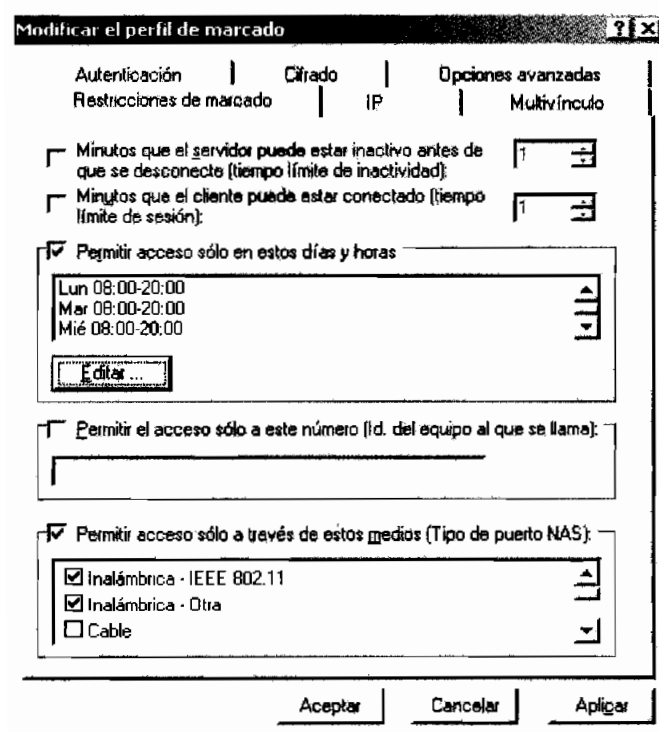 Modificar el perfil de marcado
Autenticación Cifrado Opciones avanzadas
Restricciones de marcado IP Multivínculo
Minutos que el servidor puede estar inactivo antes de
que se desconecte (tiempo límite de inactividad): 1
Minutos que el cliente puede estar conectado (tiempo
límite de sesión): 1
Permitir acceso sólo en estos días y horas
Lun 08:00-20:00
Mar 08:00-20:00
Mié 08:00-20:00
Editar ...
Permitir el acceso sólo a este número (Id. del equipo al que se llama):
Permitir acceso sólo a través de estos medios (Tipo de puerto NAS):
Inalámbrica - IEEE 802.11
Inalámbrica - Otra
Cable
Aceptar Cancelar Aplicar